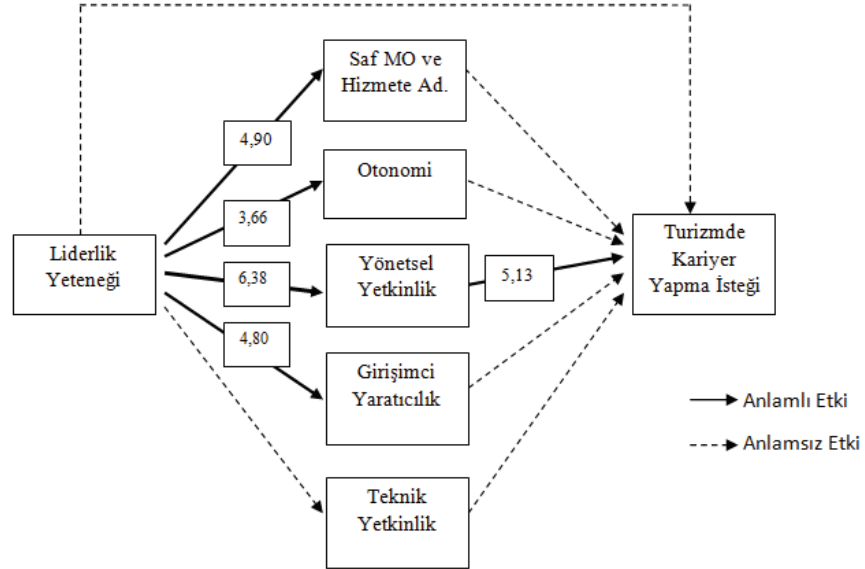 Saf MO ve
Hizmete Ad.
4,90
Otonomi
3,66
Liderlik
Yeteneği
Turizmde
Kariyer
Yapma İsteği
Yönetsel
Yetkinlik
6,38
5,13
4,80
Girişimci
Yaratıcılık
Anlamlı Etki
Anlamsız Etki
Teknik
Yetkinlik